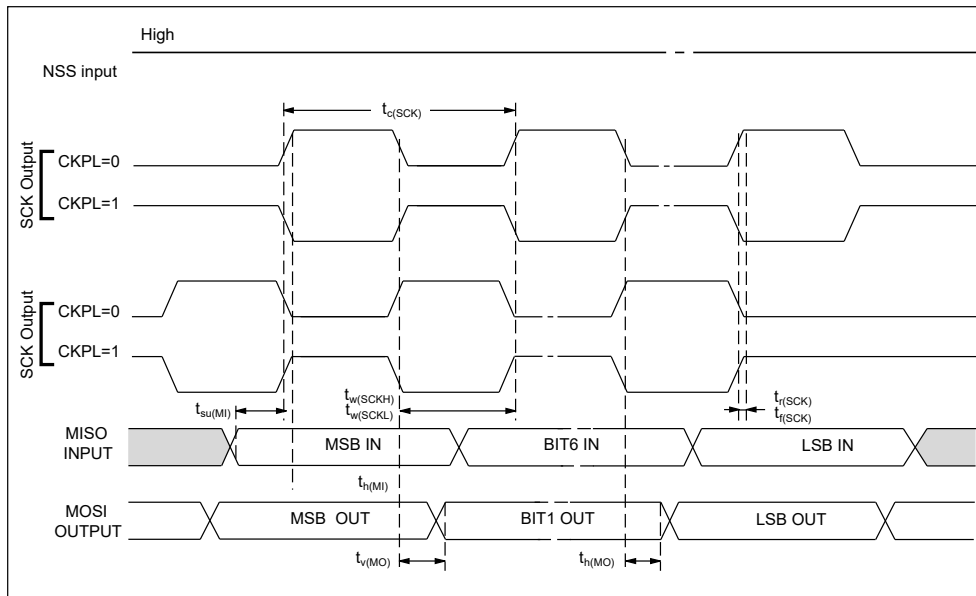 High
NSS input
tc(SCK)
SCK Output
CKPL=0
CKPL=1
SCK Output
CKPL=0
CKPL=1
tsu(MI)
tw(SCKH)
tw(SCKL)
tr(SCK)
tf(SCK)
MISO
INPUT
MSB IN
BIT6 IN
LSB IN
th(MI)
MOSI
OUTPUT
MSB OUT
BIT1 OUT
LSB OUT
tv(MO)
th(MO)